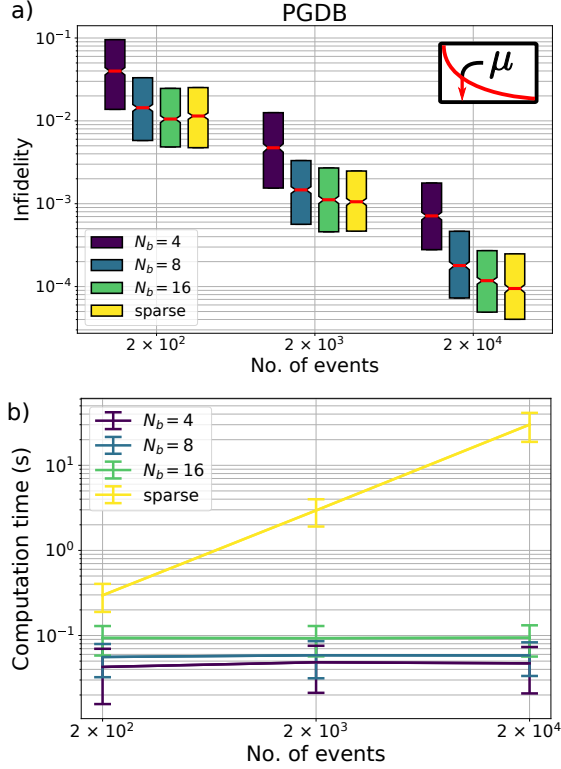 a)
PGDB
Infidelity
10⁻¹
10⁻²
10⁻³
10⁻⁴
μ
N_b = 4
N_b = 8
N_b = 16
sparse
2 × 10² 2 × 10³ 2 × 10⁴
No. of events
b)
Computation time (s)
10¹
10⁰
10⁻¹
N_b = 4
N_b = 8
N_b = 16
sparse
2 × 10² 2 × 10³ 2 × 10⁴
No. of events